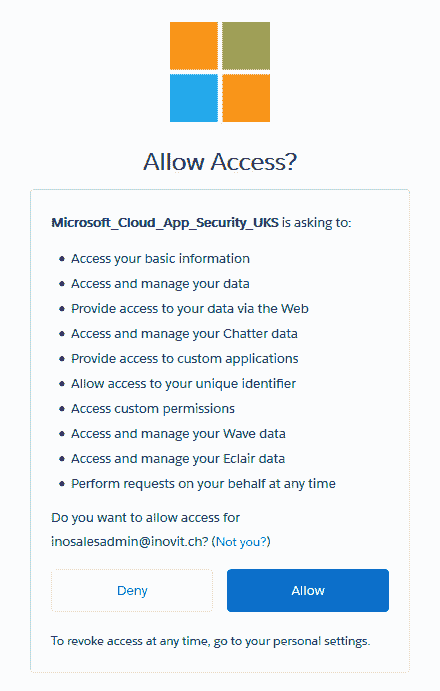 Allow Access?
Microsoft_Cloud_App_Security_UKS is asking to:
• Access your basic information
• Access and manage your data
• Provide access to your data via the Web
• Access and manage your Chatter data
• Provide access to custom applications
• Allow access to your unique identifier
• Access custom permissions
• Access and manage your Wave data
• Access and manage your Eclair data
• Perform requests on your behalf at any time
Do you want to allow access for
inosalesadmin@inovit.ch? (Not you?)
Deny
Allow
To revoke access at any time, go to your personal settings.